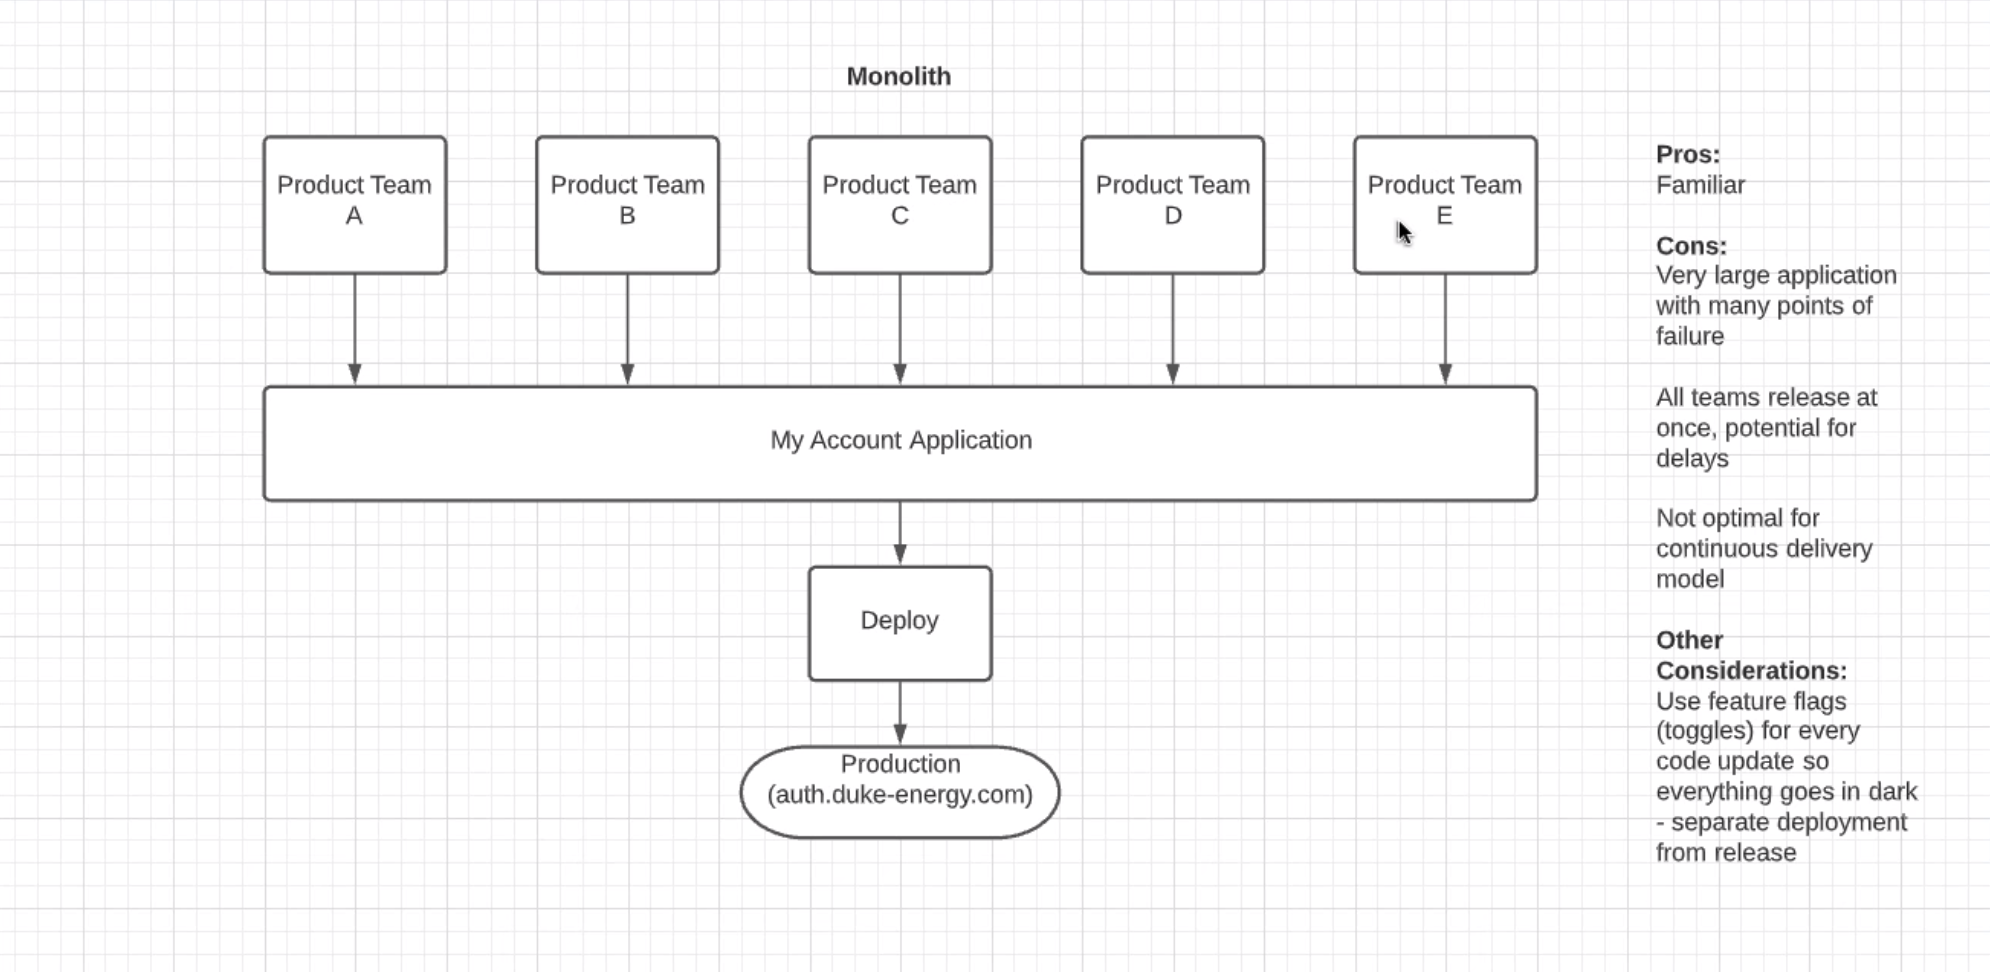 Monolith
Product Team
A
Product Team
B
Product Team
C
Product Team
D
Product Team
E
My Account Application
Deploy
Production
(auth.duke-energy.com)
Pros:
Familiar
Cons:
Very large application
with many points of
failure
All teams release at
once, potential for
delays
Not optimal for
continuous delivery
model
Other
Considerations:
Use feature flags
(toggles) for every
code update so
everything goes in dark
- separate deployment
from release